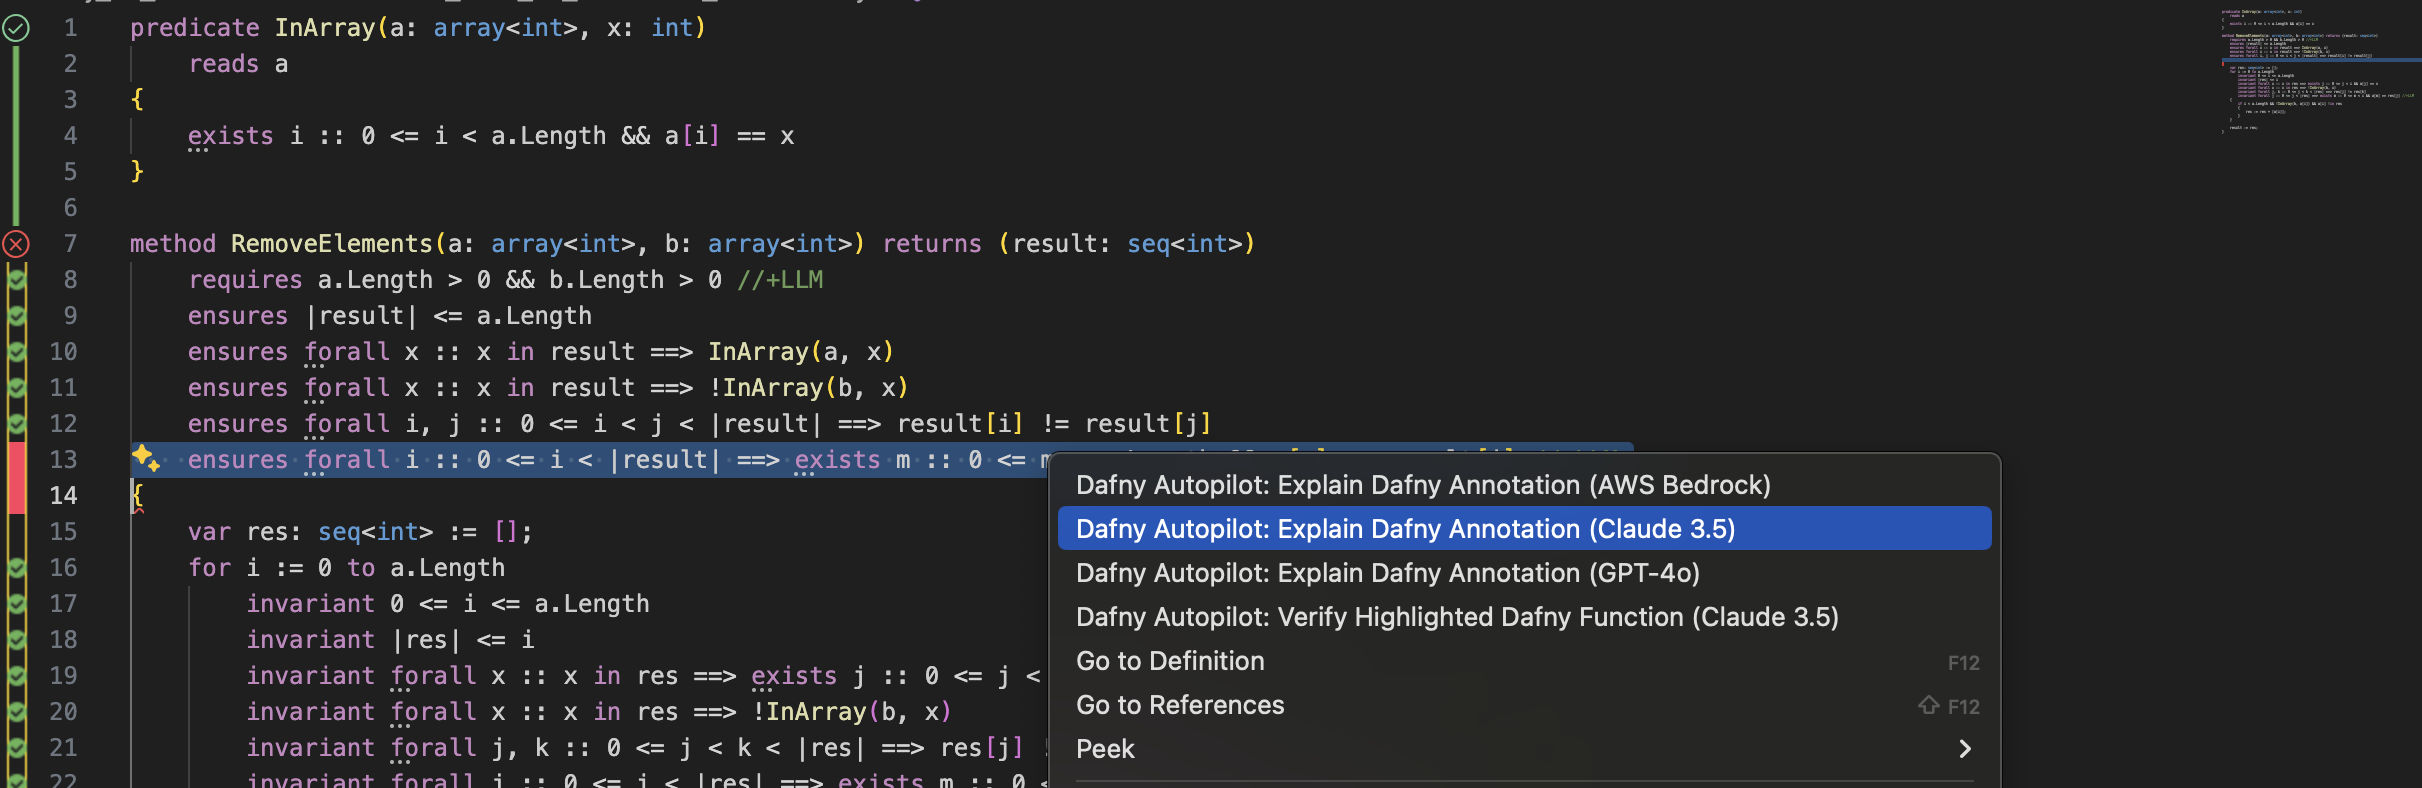 1 predicate InArray(a: array<int>, x: int)
2 reads a
3 {
4 exists i :: 0 <= i < a.Length && a[i] == x
5 }
6
7 method RemoveElements(a: array<int>, b: array<int>) returns (result: seq<int>)
8 requires a.Length > 0 && b.Length > 0 //+LLM
9 ensures |result| <= a.Length
10 ensures forall x :: x in result ==> InArray(a, x)
11 ensures forall x :: x in result ==> !InArray(b, x)
12 ensures forall i, j :: 0 <= i < j < |result| ==> result[i] != result[j]
13 ensures forall i :: 0 <= i < |result| ==> exists m :: 0 <= m
14 {
15 var res: seq<int> := [];
16 for i := 0 to a.Length
17 invariant 0 <= i <= a.Length
18 invariant |res| <= i
19 invariant forall x :: x in res ==> exists j :: 0 <= j <
20 invariant forall x :: x in res ==> !InArray(b, x)
21 invariant forall j, k :: 0 <= j < k < |res| ==> res[j]
22 invariant forall j :: 0 <= j < |res| ==> exists m :: 0 <
Dafny Autopilot: Explain Dafny Annotation (AWS Bedrock)
Dafny Autopilot: Explain Dafny Annotation (Claude 3.5)
Dafny Autopilot: Explain Dafny Annotation (GPT-4o)
Dafny Autopilot: Verify Highlighted Dafny Function (Claude 3.5)
Go to Definition F12
Go to References ⇧ F12
Peek